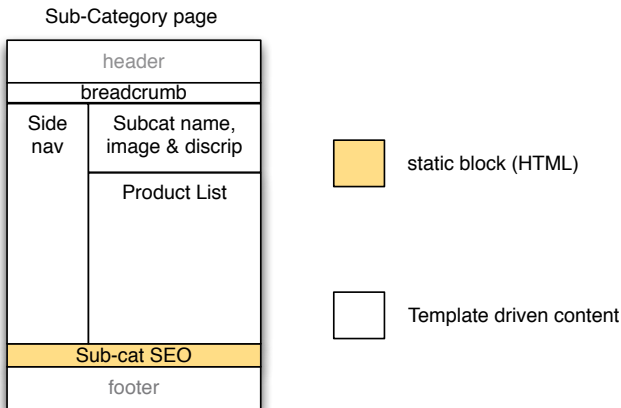 Sub-Category page
header
breadcrumb
Side
nav
Subcat name,
image & discrip
Product List
Sub-cat SEO
footer
static block (HTML)
Template driven content